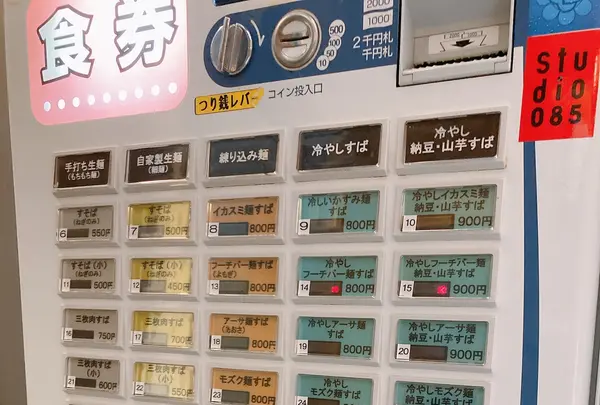 食券
2000
1000
2千円札
千円札
500
100
50
10
つり銭レバー
コイン投入口
studio
085
手打ち生麺
(もちもち麺)
自家製生麺
(細麺)
練り込み麺
冷やしすば
冷やし
納豆・山芋すば
すそば
(ねぎのみ)
6 550円
すそば
(ねぎのみ)
7 500円
イカスミ麺すば
8 800円
冷しいかすみ麺
すば
9 800円
冷やしイカスミ麺
納豆・山芋すば
10 900円
すそば(小)
(ねぎのみ)
11 500円
すそば(小)
(ねぎのみ)
12 450円
フーチバー麺すば
(よもぎ)
13 800円
冷やし
フーチバー麺すば
14 800円
冷やしフーチバー麺
納豆・山芋すば
15 900円
三枚肉すば
16 750円
三枚肉すば
17 700円
アーサ麺すば
(あおさ)
18 800円
冷やしアーサ麺
すば
19 800円
冷やしアーサ麺
納豆・山芋すば
20 900円
三枚肉すば
(小)
21 600円
三枚肉すば
(小)
22 550円
モズク麺すば
23 800円
冷やし
モズク麺すば
24 800円
冷やしモズク麺
納豆・山芋すば